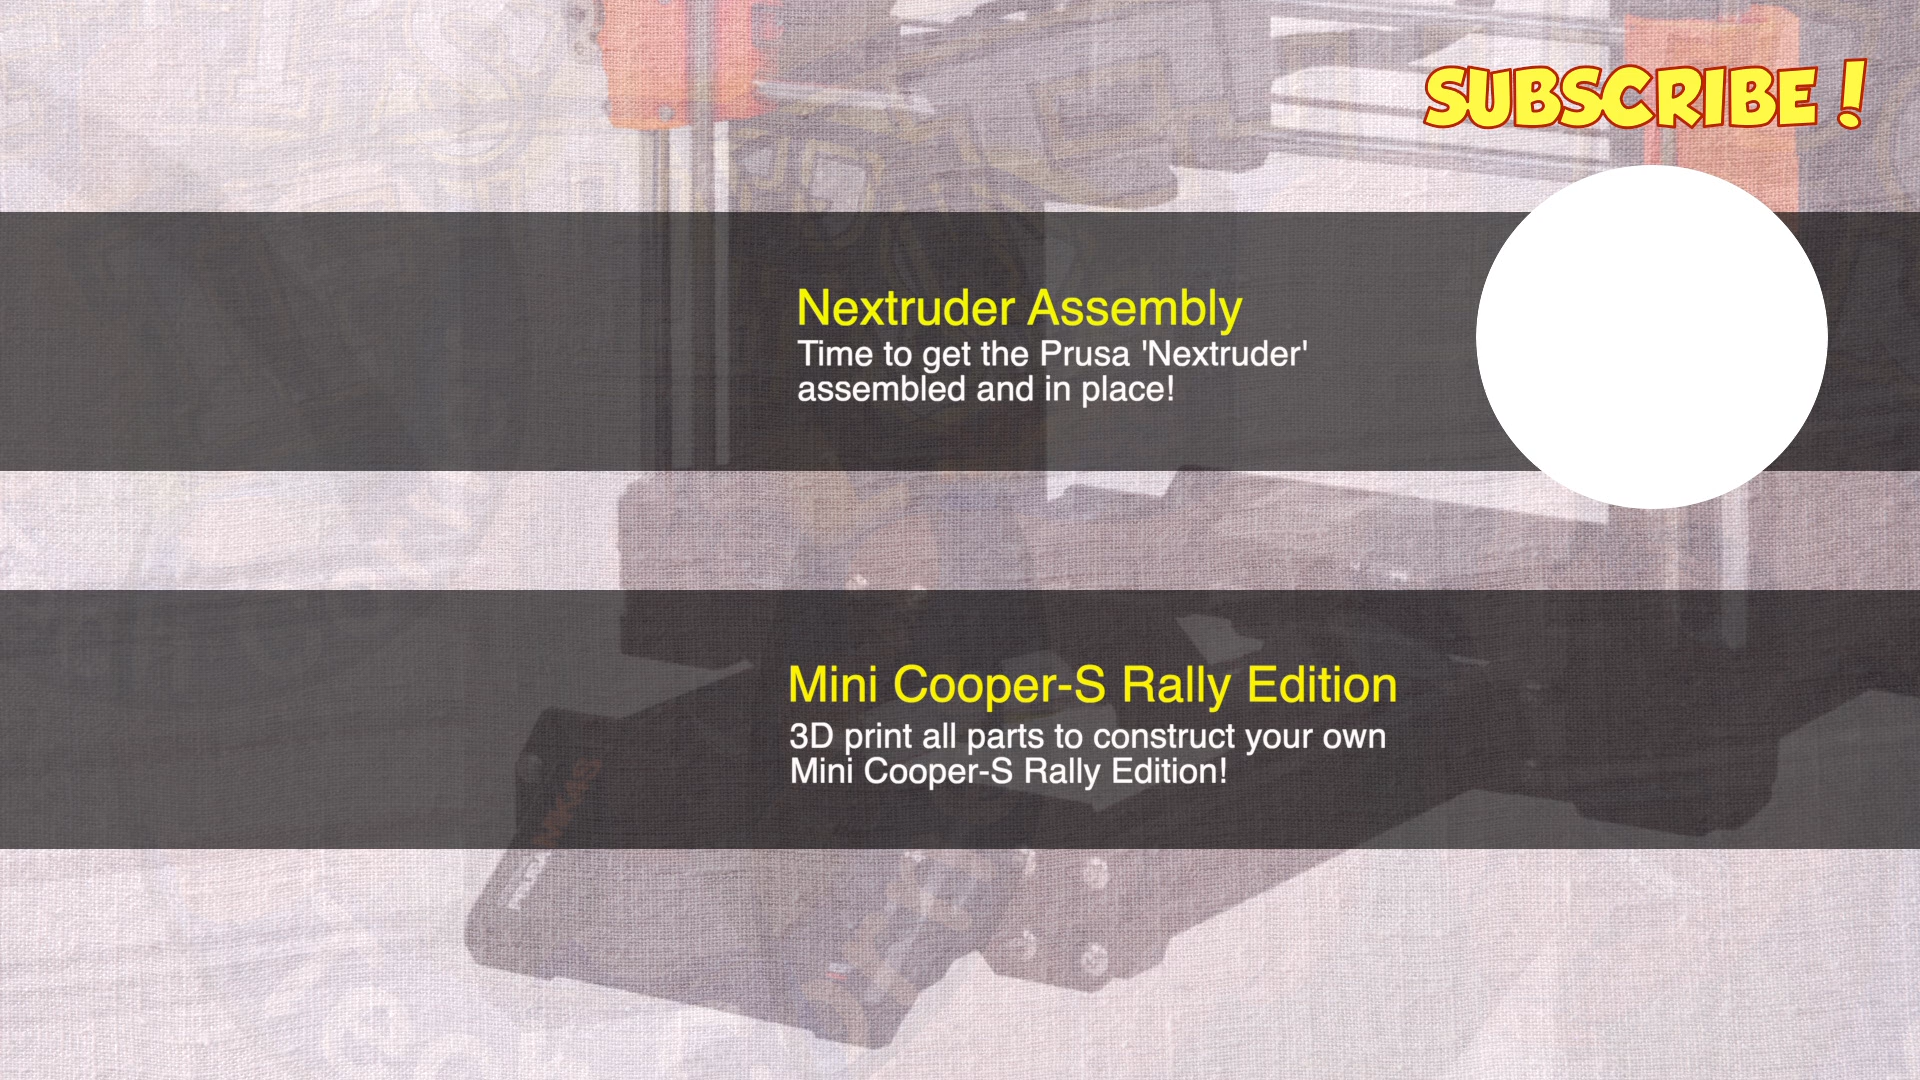 SUBSCRIBE!
Nextruder Assembly
Time to get the Prusa 'Nextruder'
assembled and in place!
Mini Cooper-S Rally Edition
3D print all parts to construct your own
Mini Cooper-S Rally Edition!